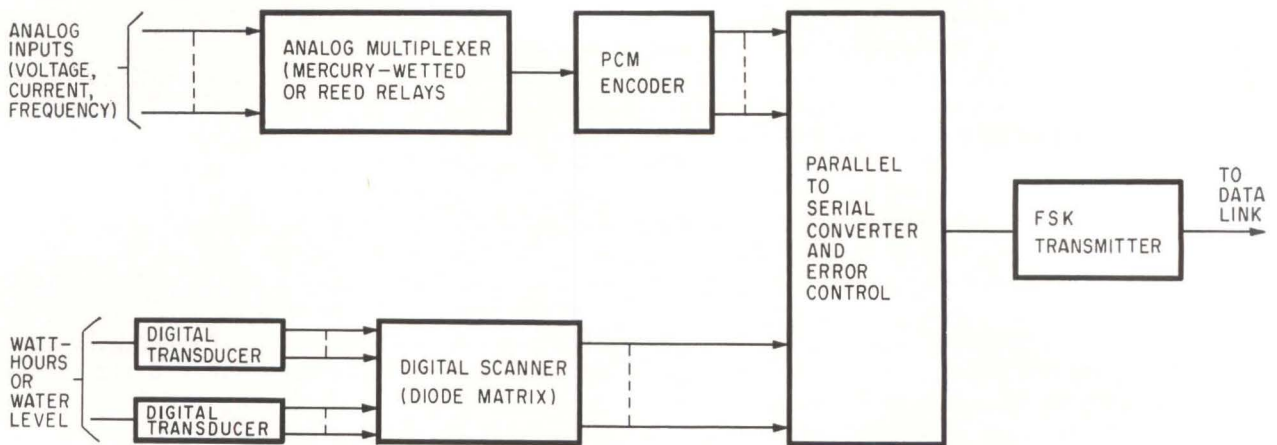 ANALOG
INPUTS
(VOLTAGE,
CURRENT,
FREQUENCY)
ANALOG MULTIPLEXER
(MERCURY-WETTED
OR REED RELAYS
PCM
ENCODER
PARALLEL
TO
SERIAL
CONVERTER
AND
ERROR
CONTROL
FSK
TRANSMITTER
TO
DATA
LINK
WATT-
HOURS
OR
WATER
LEVEL
DIGITAL
TRANSDUCER
DIGITAL
TRANSDUCER
DIGITAL SCANNER
(DIODE MATRIX)